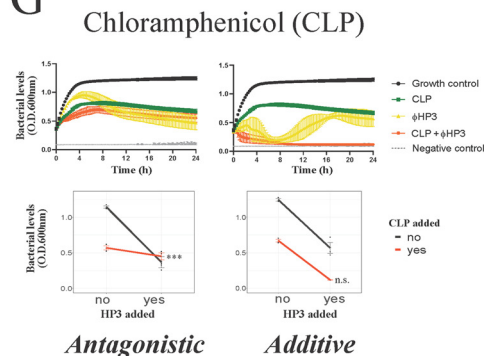 G
Chloramphenicol (CLP)
Bacterial levels
(O.D.600nm)
1.5
1.0
0.5
0.0
0 4 8 12 16 20 24
Time (h)
1.5
1.0
0.5
0.0
0 4 8 12 16 20 24
Time (h)
Growth control
CLP
ϕHP3
CLP + ϕHP3
Negative control
Bacterial levels
(O.D.600nm)
1.0
0.5
0.0
***
no yes
HP3 added
1.0
0.5
0.0
n.s.
no yes
HP3 added
CLP added
no
yes
Antagonistic
Additive